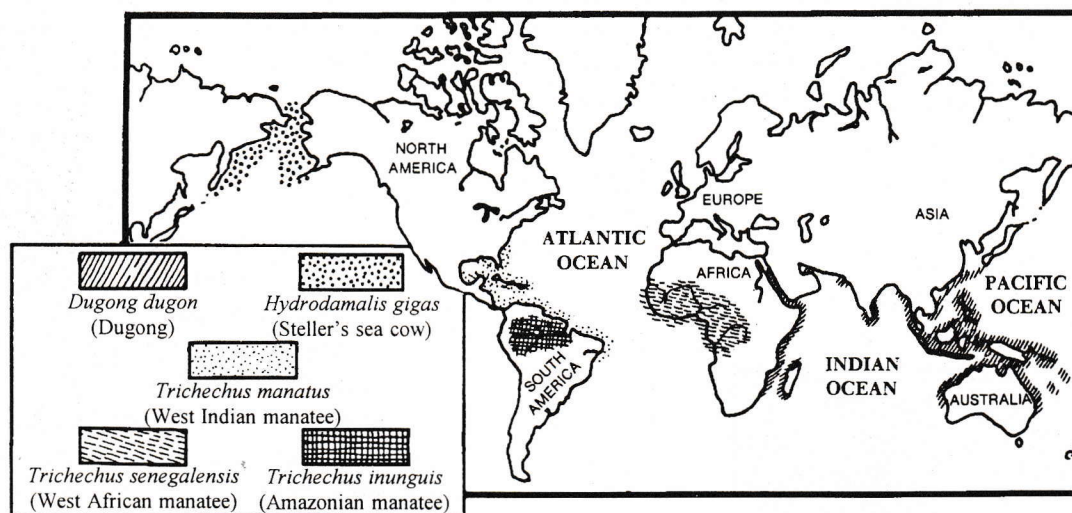 NORTH
AMERICA
EUROPE
ASIA
ATLANTIC
OCEAN
AFRICA
PACIFIC
OCEAN
INDIAN
OCEAN
SOUTH
AMERICA
AUSTRALIA
Dugong dugon
(Dugong)
Hydrodamalis gigas
(Steller's sea cow)
Trichechus manatus
(West Indian manatee)
Trichechus senegalensis
(West African manatee)
Trichechus inunguis
(Amazonian manatee)